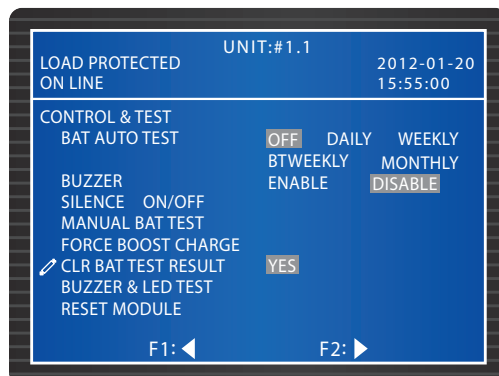 UNIT:#1.1
LOAD PROTECTED 2012-01-20
ON LINE 15:55:00
CONTROL & TEST
BAT AUTO TEST OFF DAILY WEEKLY
BTWEEKLY MONTHLY
BUZZER ENABLE DISABLE
SILENCE ON/OFF
MANUAL BAT TEST
FORCE BOOST CHARGE
CLR BAT TEST RESULT YES
BUZZER & LED TEST
RESET MODULE
F1: F2: